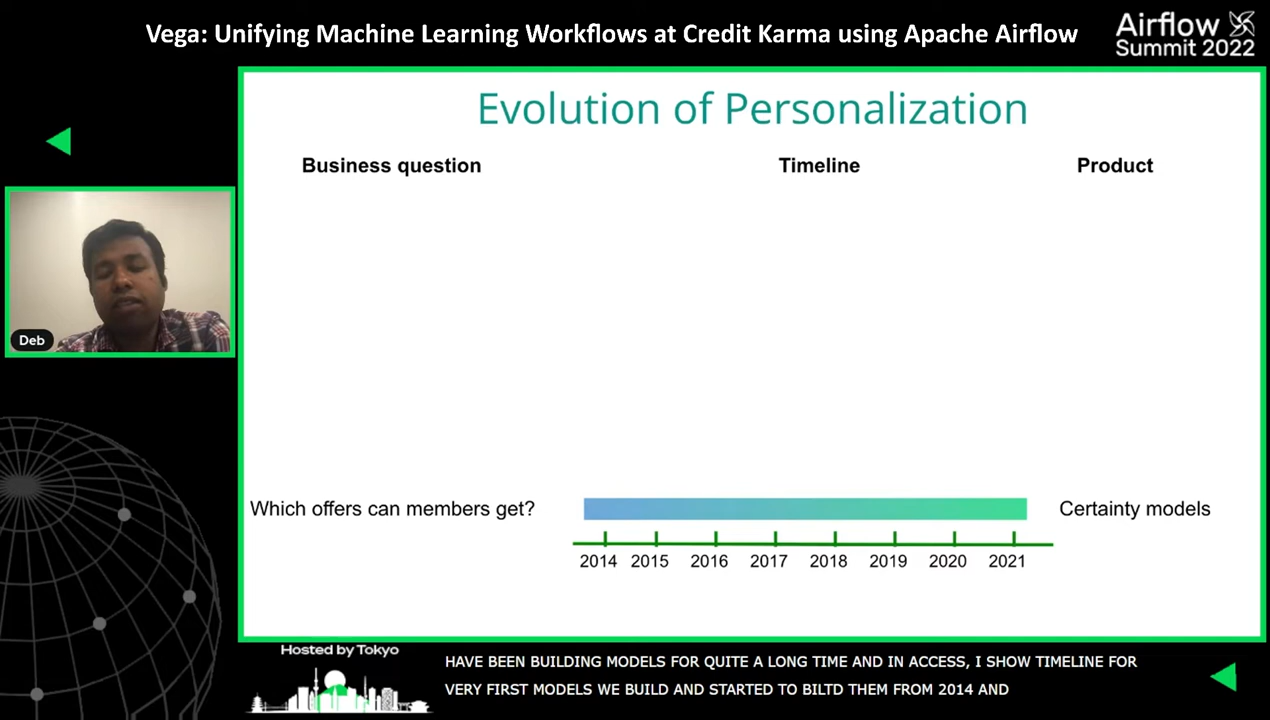 Vega: Unifying Machine Learning Workflows at Credit Karma using Apache Airflow
Airflow
Summit 2022
Evolution of Personalization
Business question
Timeline
Product
Deb
Which offers can members get?
Certainty models
2014 2015 2016 2017 2018 2019 2020 2021
Hosted by Tokyo
HAVE BEEN BUILDING MODELS FOR QUITE A LONG TIME AND IN ACCESS, I SHOW TIMELINE FOR
VERY FIRST MODELS WE BUILD AND STARTED TO BILTD THEM FROM 2014 AND